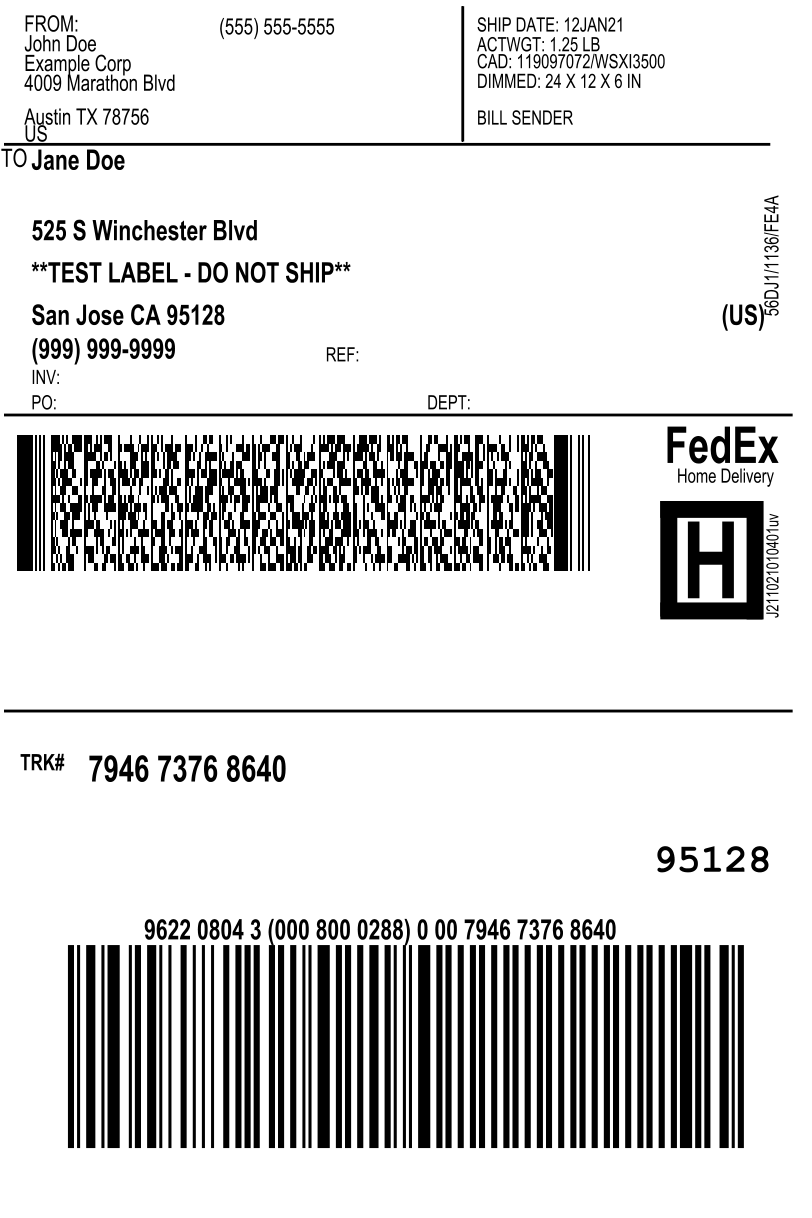 FROM:
(555) 555-5555
John Doe
Example Corp
4009 Marathon Blvd
Austin TX 78756
US
SHIP DATE: 12JAN21
ACTWGT: 1.25 LB
CAD: 119097072/WSXI3500
DIMMED: 24 X 12 X 6 IN
BILL SENDER
TO Jane Doe
525 S Winchester Blvd
**TEST LABEL - DO NOT SHIP**
San Jose CA 95128
(US)
56DJ1/1136/FE4A
(999) 999-9999
REF:
INV:
PO:
DEPT:
FedEx
Home Delivery
H
J211021010401uv
TRK# 7946 7376 8640
95128
9622 0804 3 (000 800 0288) 0 00 7946 7376 8640